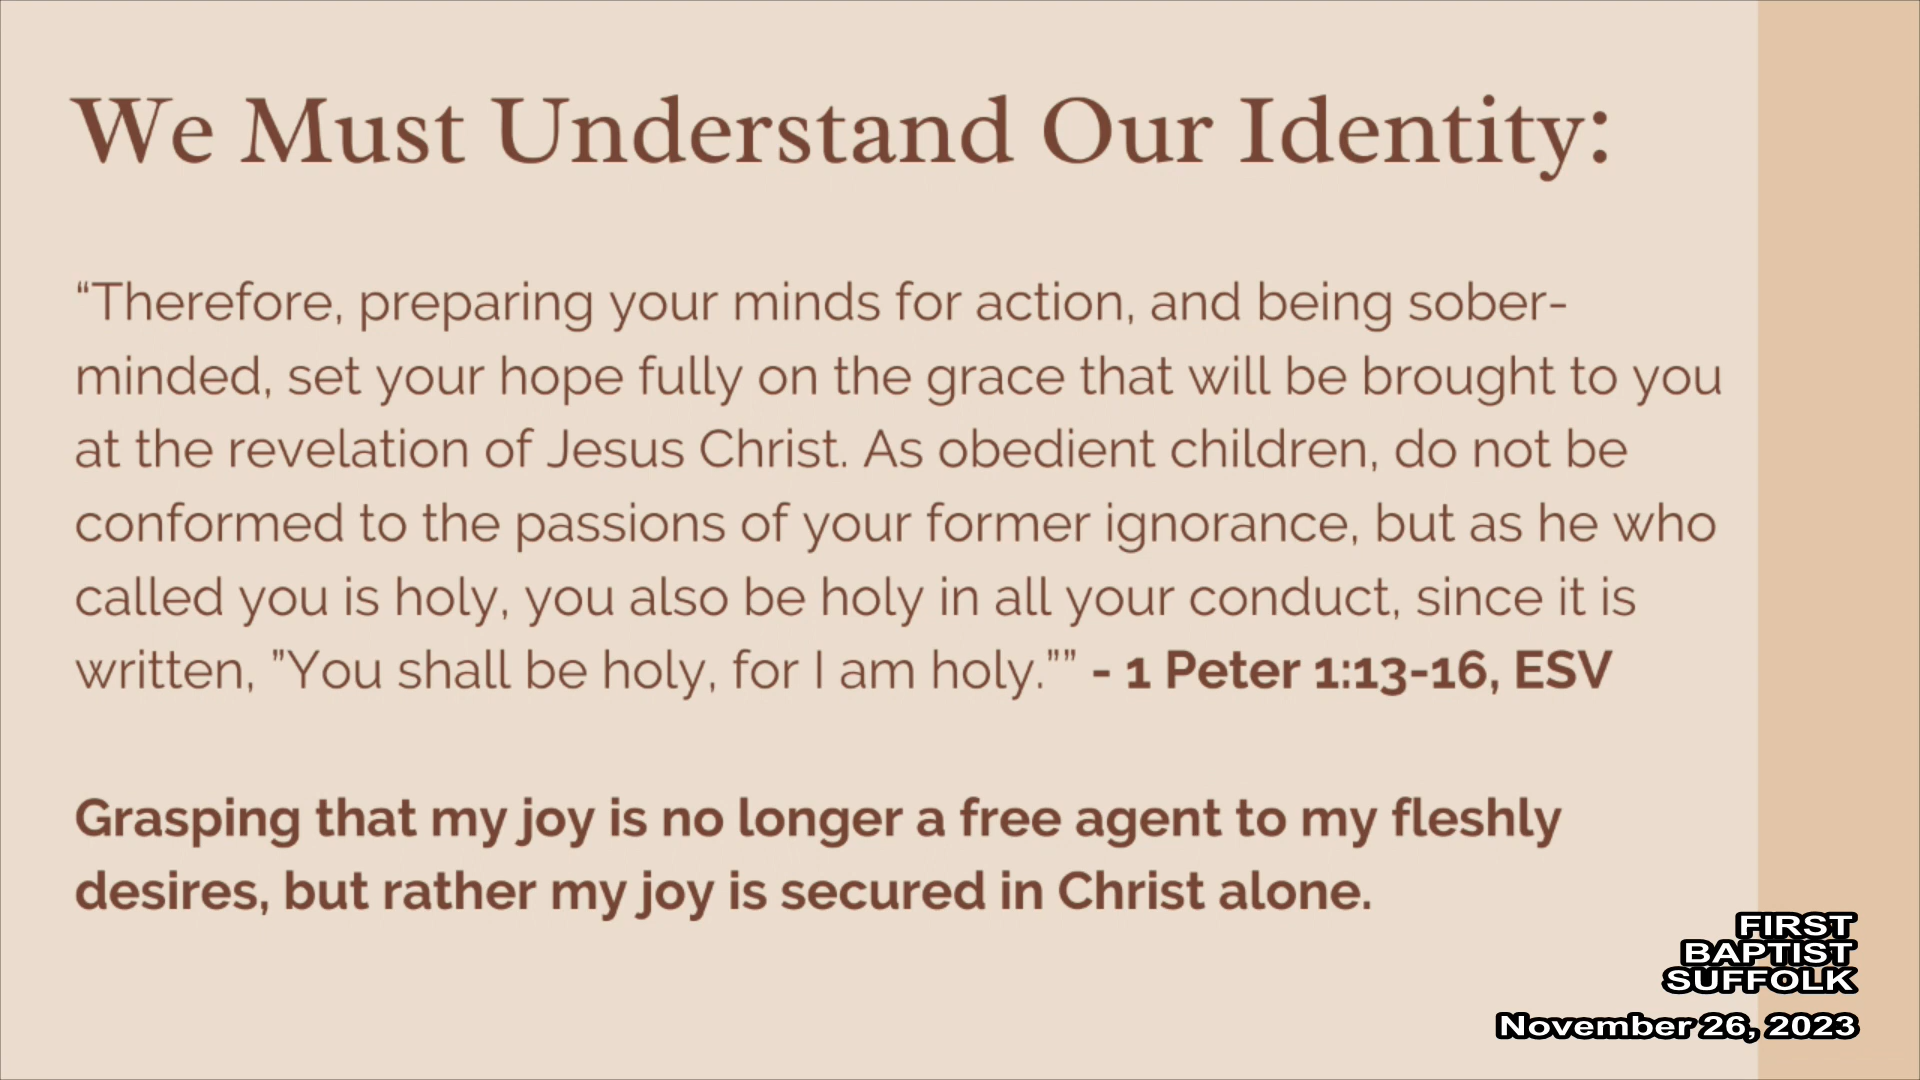 We Must Understand Our Identity:
“Therefore, preparing your minds for action, and being sober-
minded, set your hope fully on the grace that will be brought to you
at the revelation of Jesus Christ. As obedient children, do not be
conformed to the passions of your former ignorance, but as he who
called you is holy, you also be holy in all your conduct, since it is
written, ”You shall be holy, for I am holy.”” - 1 Peter 1:13-16, ESV
Grasping that my joy is no longer a free agent to my fleshly
desires, but rather my joy is secured in Christ alone.
FIRST
BAPTIST
SUFFOLK
November 26, 2023